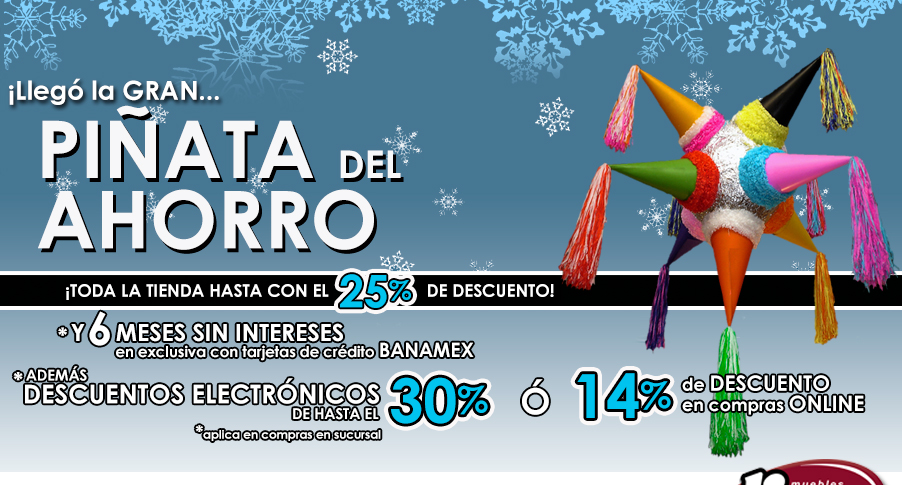 ¡Llegó la GRAN...
PIÑATA DEL
AHORRO
¡TODA LA TIENDA HASTA CON EL 25% DE DESCUENTO!
*Y 6 MESES SIN INTERESES
en exclusiva con tarjetas de crédito BANAMEX
*ADEMÁS
DESCUENTOS ELECTRÓNICOS
DE HASTA EL 30% Ó 14% de DESCUENTO
en compras ONLINE
*aplica en compras en sucursal
muebles